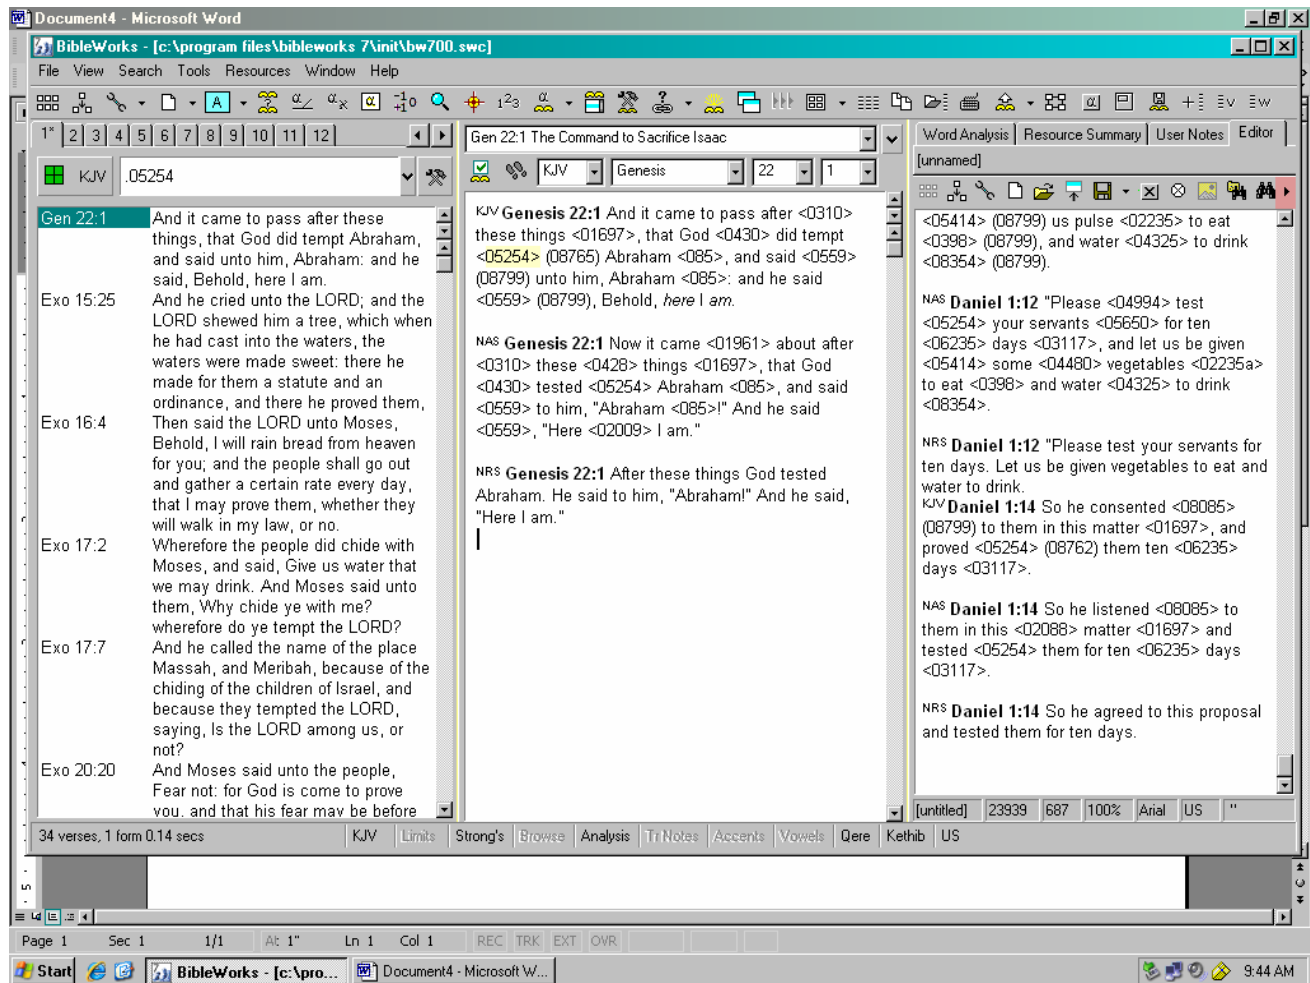 Document4 - Microsoft Word
BibleWorks - [c:\program files\bibleworks 7\init\bw700.swc]
File View Search Tools Resources Window Help
1* 2 3 4 5 6 7 8 9 10 11 12
KJV .05254
Gen 22:1 And it came to pass after these
things, that God did tempt Abraham,
and said unto him, Abraham: and he
said, Behold, here I am.
Exo 15:25 And he cried unto the LORD; and the
LORD shewed him a tree, which when
he had cast into the waters, the
waters were made sweet: there he
made for them a statute and an
ordinance, and there he proved them,
Exo 16:4 Then said the LORD unto Moses,
Behold, I will rain bread from heaven
for you; and the people shall go out
and gather a certain rate every day,
that I may prove them, whether they
will walk in my law, or no.
Exo 17:2 Wherefore the people did chide with
Moses, and said, Give us water that
we may drink. And Moses said unto
them, Why chide ye with me?
wherefore do ye tempt the LORD?
Exo 17:7 And he called the name of the place
Massah, and Meribah, because of the
chiding of the children of Israel, and
because they tempted the LORD,
saying, Is the LORD among us, or
not?
Exo 20:20 And Moses said unto the people,
Fear not: for God is come to prove
you, and that his fear may be before
Gen 22:1 The Command to Sacrifice Isaac
KJV Genesis 22 1
KJV Genesis 22:1 And it came to pass after <0310>
these things <01697>, that God <0430> did tempt
<05254> (08765) Abraham <085>, and said <0559>
(08799) unto him, Abraham <085>: and he said
<0559> (08799), Behold, here I am.
NAS Genesis 22:1 Now it came <01961> about after
<0310> these <0428> things <01697>, that God
<0430> tested <05254> Abraham <085>, and said
<0559> to him, "Abraham <085>!" And he said
<0559>, "Here <02009> I am."
NRS Genesis 22:1 After these things God tested
Abraham. He said to him, "Abraham!" And he said,
"Here I am."
Word Analysis Resource Summary User Notes Editor
[unnamed]
<05414> (08799) us pulse <02235> to eat
<0398> (08799), and water <04325> to drink
<08354> (08799).
NAS Daniel 1:12 "Please <04994> test
<05254> your servants <05650> for ten
<06235> days <03117>, and let us be given
<05414> some <04480> vegetables <02235a>
to eat <0398> and water <04325> to drink
<08354>.
NRS Daniel 1:12 "Please test your servants for
ten days. Let us be given vegetables to eat and
water to drink.
KJV Daniel 1:14 So he consented <08085>
(08799) to them in this matter <01697>, and
proved <05254> (08762) them ten <06235>
days <03117>.
NAS Daniel 1:14 So he listened <08085> to
them in this <02088> matter <01697> and
tested <05254> them for ten <06235> days
<03117>.
NRS Daniel 1:14 So he agreed to this proposal
and tested them for ten days.
[untitled] 23939 687 100% Arial US "
34 verses, 1 form 0.14 secs KJV Limits Strong's Browse Analysis Tr Notes Accents Vowels Qere Kethib US
Page 1 Sec 1 1/1 At 1" Ln 1 Col 1 REC TRK EXT OVR
Start BibleWorks - [c:\pro... Document4 - Microsoft W... 9:44 AM